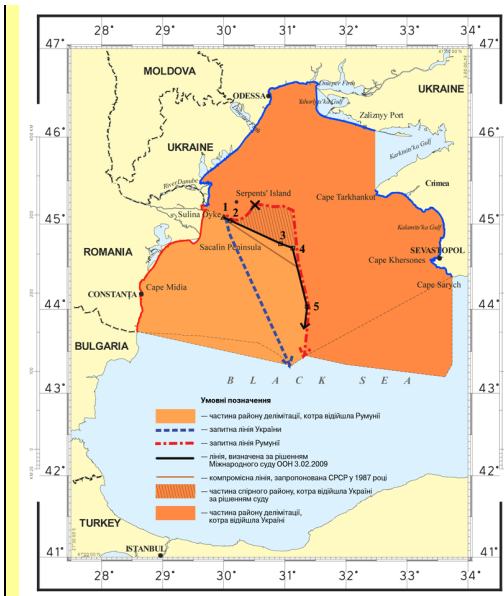 28° 29° 30° 31° 32° 33° 34°
47° 47°
MOLDOVA
ODESSA
Dnieper Firth
UKRAINE
Yahorlyts'ka Gulf
46° 46°
Zaliznyy Port
UKRAINE
Karkinits'ka Gulf
River Danube
Serpents' Island
Cape Tarkhankut
Crimea
1
2
Sulina Dyke
45° 45°
Kalamits'ka Gulf
3
4
Sacalin Peninsula
SEVASTOPOL
ROMANIA
Cape Khersones
Cape Midia
CONSTANȚA
Cape Sarych
5
44° 44°
BULGARIA
43° 43°
BLACK SEA
Умовні позначення
— частина району делімітації, котра відійшла Румунії
— запитна лінія України
— запитна лінія Румунії
— лінія, визначена за рішенням
Міжнародного суду ООН 3.02.2009
42° 42°
— компромісна лінія, запропонована СРСР у 1987 році
— частина спірного району, котра відійшла Україні
за рішенням суду
— частина району делімітації,
котра відійшла Україні
TURKEY
ISTANBUL
41° 41°
28° 29° 30° 31° 32° 33° 34°